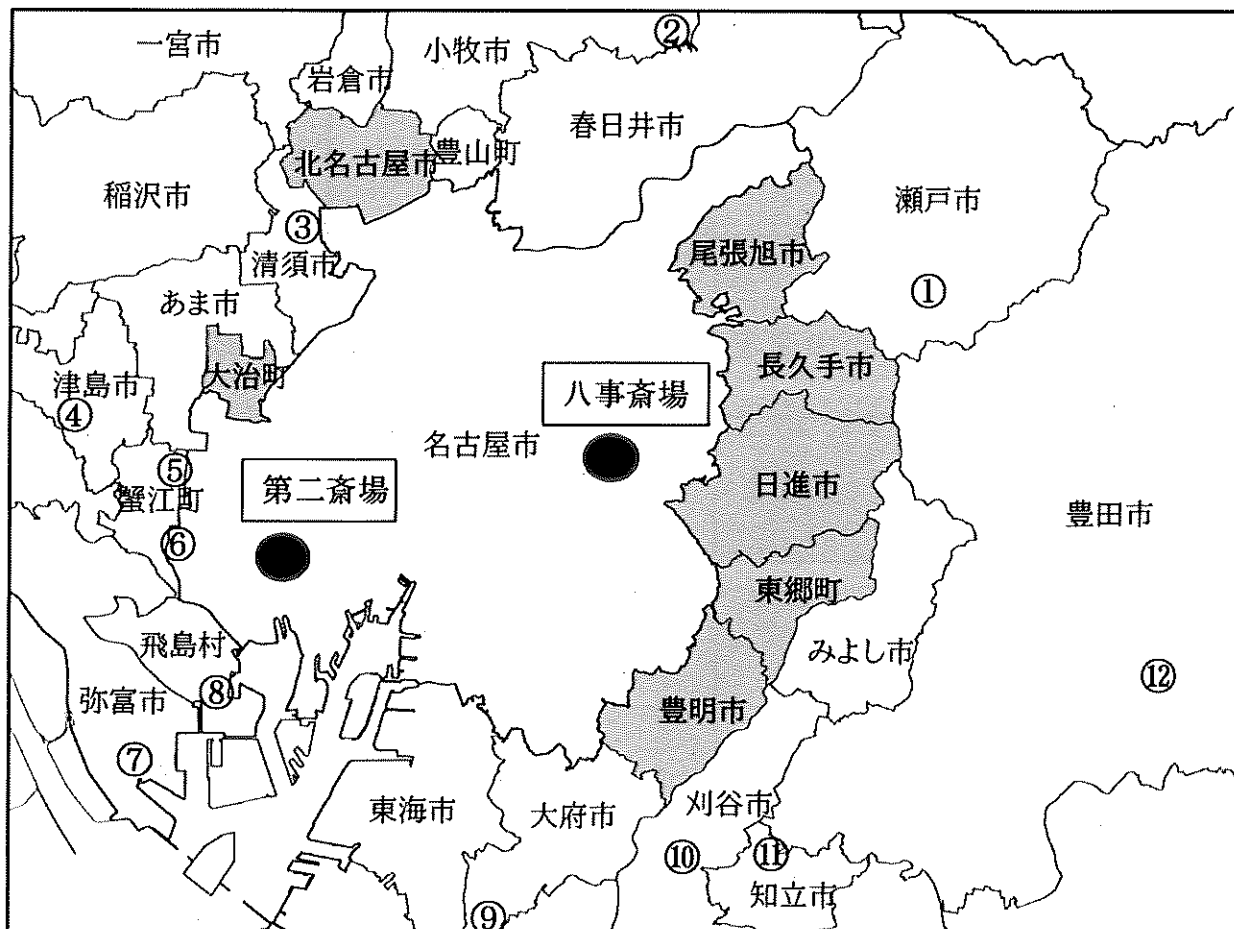 一宮市
小牧市
②
岩倉市
春日井市
北名古屋市
豊山町
稲沢市
瀬戸市
③
清須市
尾張旭市
①
あま市
大治町
津島市
④
長久手市
八事斎場
名古屋市
⑤
蟹江町
第二斎場
日進市
豊田市
⑥
東郷町
飛島村
みよし市
⑧
弥富市
豊明市
⑫
⑦
東海市
大府市
刈谷市
⑩
⑪
知立市
⑨